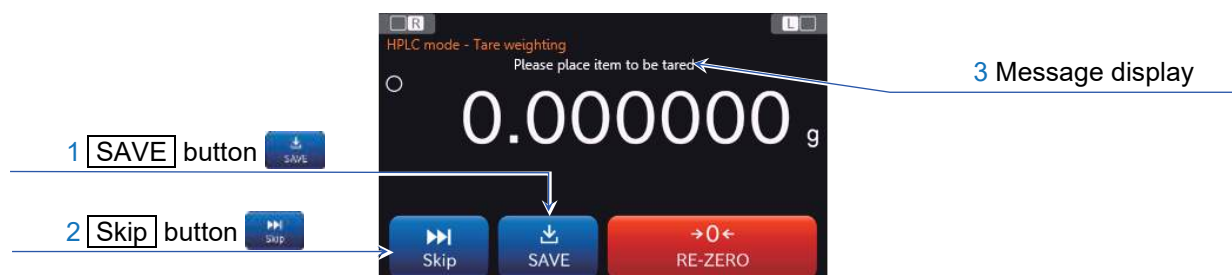 R
L
HPLC mode - Tare weighting
Please place item to be tared
3 Message display
0.000000 g
1 SAVE button
SAVE
2 Skip button
Skip
→0←
Skip
SAVE
RE-ZERO